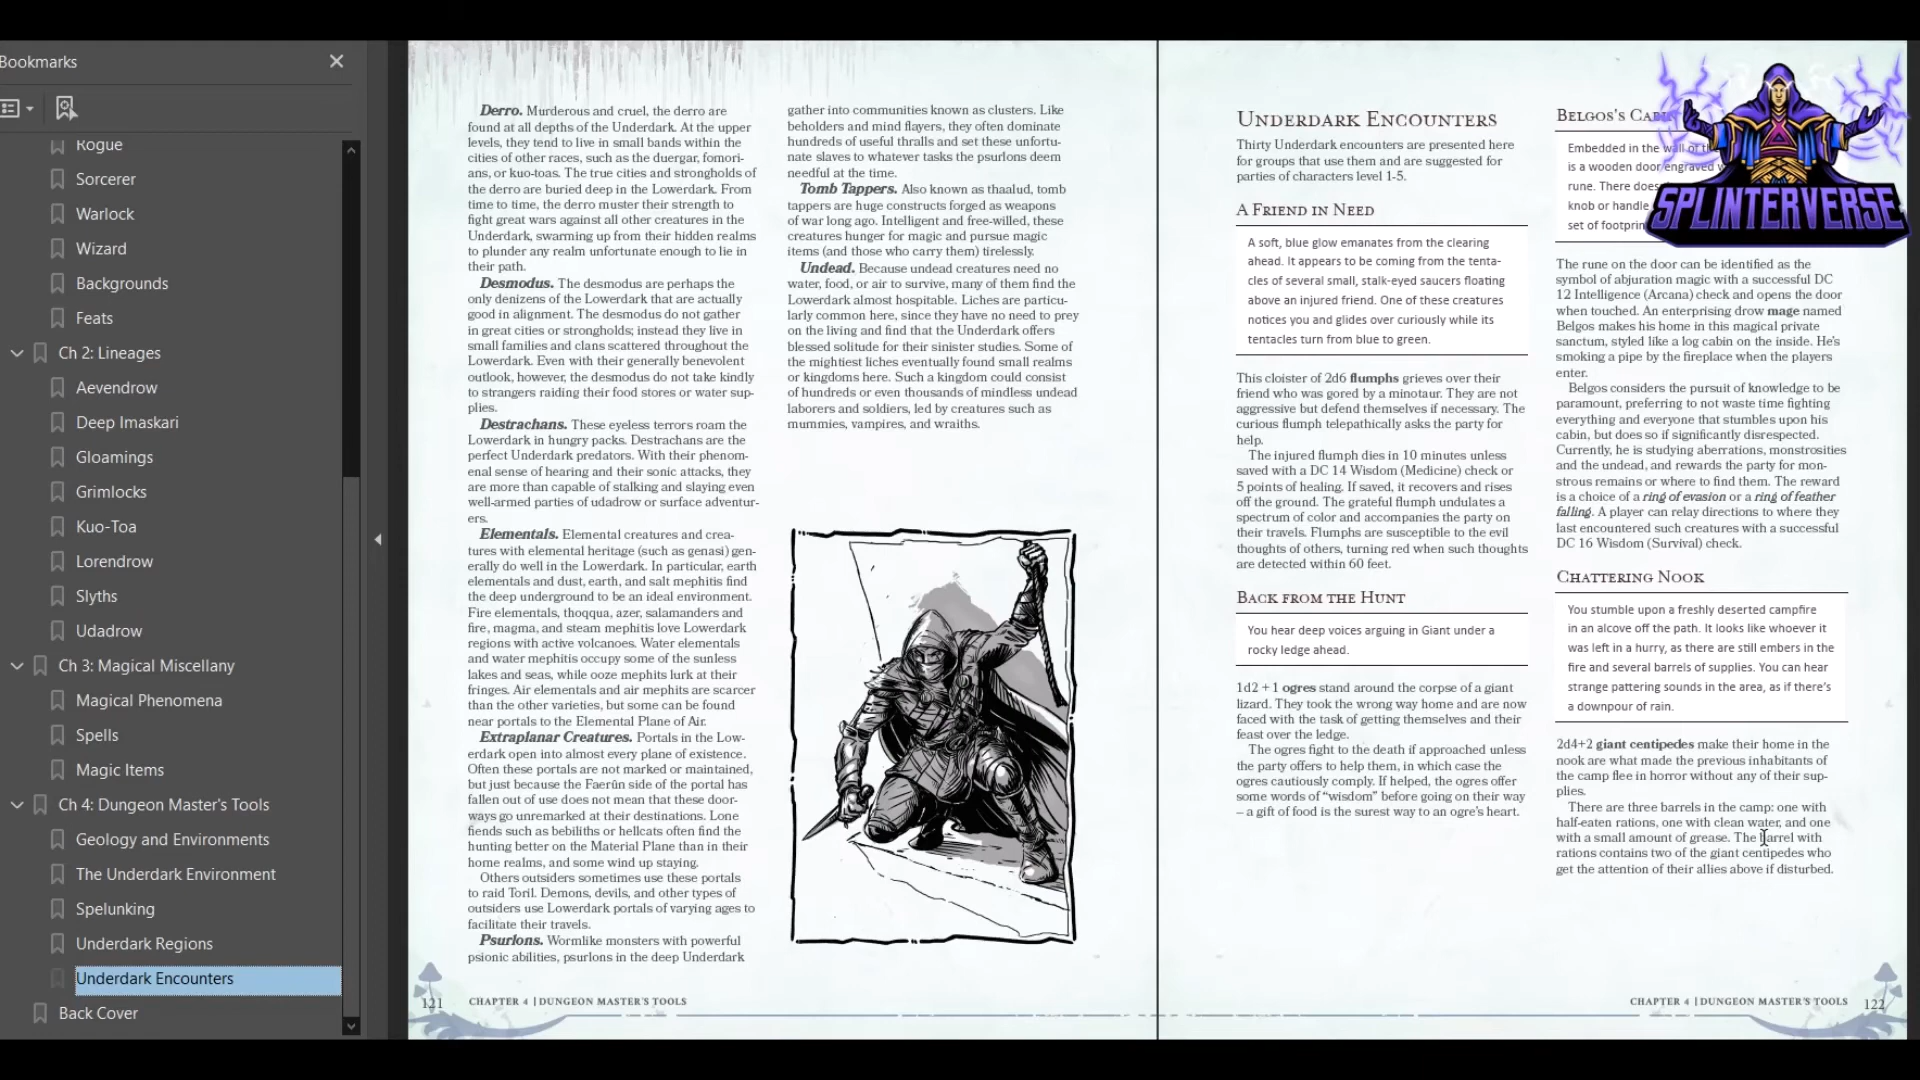 Bookmarks
Rogue
Sorcerer
Warlock
Wizard
Backgrounds
Feats
Ch 2: Lineages
Aevendrow
Deep Imaskari
Gloamings
Grimlocks
Kuo-Toa
Lorendrow
Slyths
Udadrow
Ch 3: Magical Miscellany
Magical Phenomena
Spells
Magic Items
Ch 4: Dungeon Master's Tools
Geology and Environments
The Underdark Environment
Spelunking
Underdark Regions
Underdark Encounters
Back Cover
Derro. Murderous and cruel, the derro are
found at all depths of the Underdark. At the upper
levels, they tend to live in small bands within the
cities of other races, such as the duergar, fomori-
ans, or kuo-toas. The true cities and strongholds of
the derro are buried deep in the Lowerdark. From
time to time, the derro muster their strength to
fight great wars against all other creatures in the
Underdark, swarming up from their hidden realms
to plunder any realm unfortunate enough to lie in
their path.
Desmodus. The desmodus are perhaps the
only denizens of the Lowerdark that are actually
good in alignment. The desmodus do not gather
in great cities or strongholds; instead they live in
small families and clans scattered throughout the
Lowerdark. Even with their generally benevolent
outlook, however, the desmodus do not take kindly
to strangers raiding their food stores or water sup-
plies.
Destrachans. These eyeless terrors roam the
Lowerdark in hungry packs. Destrachans are the
perfect Underdark predators. With their phenom-
enal sense of hearing and their sonic attacks, they
are more than capable of stalking and slaying even
well-armed parties of udadrow or surface adventur-
ers.
Elementals. Elemental creatures and crea-
tures with elemental heritage (such as genasi) gen-
erally do well in the Lowerdark. In particular, earth
elementals and dust, earth, and salt mephitis find
the deep underground to be an ideal environment.
Fire elementals, thoqqua, azer, salamanders and
fire, magma, and steam mephitis love Lowerdark
regions with active volcanoes. Water elementals
and water mephitis occupy some of the sunless
lakes and seas, while ooze mephits lurk at their
fringes. Air elementals and air mephits are scarcer
than the other varieties, but some can be found
near portals to the Elemental Plane of Air.
Extraplanar Creatures. Portals in the Low-
erdark open into almost every plane of existence.
Often these portals are not marked or maintained,
but just because the Faerûn side of the portal has
fallen out of use does not mean that these door-
ways go unremarked at their destinations. Lone
fiends such as bebiliths or hellcats often find the
hunting better on the Material Plane than in their
home realms, and some wind up staying.
Others outsiders sometimes use these portals
to raid Toril. Demons, devils, and other types of
outsiders use Lowerdark portals of varying ages to
facilitate their travels.
Psurlons. Wormlike monsters with powerful
psionic abilities, psurlons in the deep Underdark
gather into communities known as clusters. Like
beholders and mind flayers, they often dominate
hundreds of useful thralls and set these unfortu-
nate slaves to whatever tasks the psurlons deem
needful at the time.
Tomb Tappers. Also known as thaalud, tomb
tappers are huge constructs forged as weapons
of war long ago. Intelligent and free-willed, these
creatures hunger for magic and pursue magic
items (and those who carry them) tirelessly.
Undead. Because undead creatures need no
water, food, or air to survive, many of them find the
Lowerdark almost hospitable. Liches are particu-
larly common here, since they have no need to prey
on the living and find that the Underdark offers
blessed solitude for their sinister studies. Some of
the mightiest liches eventually found small realms
or kingdoms here. Such a kingdom could consist
of hundreds or even thousands of mindless undead
laborers and soldiers, led by creatures such as
mummies, vampires, and wraiths.
121 CHAPTER 4 | DUNGEON MASTER'S TOOLS
Underdark Encounters
Thirty Underdark encounters are presented here
for groups that use them and are suggested for
parties of characters level 1-5.
A Friend in Need
A soft, blue glow emanates from the clearing
ahead. It appears to be coming from the tenta-
cles of several small, stalk-eyed saucers floating
above an injured friend. One of these creatures
notices you and glides over curiously while its
tentacles turn from blue to green.
This cloister of 2d6 flumphs grieves over their
friend who was gored by a minotaur. They are not
aggressive but defend themselves if necessary. The
curious flumph telepathically asks the party for
help.
The injured flumph dies in 10 minutes unless
saved with a DC 14 Wisdom (Medicine) check or
5 points of healing. If saved, it recovers and rises
off the ground. The grateful flumph undulates a
spectrum of color and accompanies the party on
their travels. Flumphs are susceptible to the evil
thoughts of others, turning red when such thoughts
are detected within 60 feet.
Back from the Hunt
You hear deep voices arguing in Giant under a
rocky ledge ahead.
1d2 + 1 ogres stand around the corpse of a giant
lizard. They took the wrong way home and are now
faced with the task of getting themselves and their
feast over the ledge.
The ogres fight to the death if approached unless
the party offers to help them, in which case the
ogres cautiously comply. If helped, the ogres offer
some words of “wisdom” before going on their way
– a gift of food is the surest way to an ogre's heart.
Belgos's
Embedded in the wall of
is a wooden door engraved
rune. There
knob or handle
set of
The rune on the door can be identified as the
symbol of abjuration magic with a successful DC
12 Intelligence (Arcana) check and opens the door
when touched. An enterprising drow mage named
Belgos makes his home in this magical private
sanctum, styled like a log cabin on the inside. He's
smoking a pipe by the fireplace when the players
enter.
Belgos considers the pursuit of knowledge to be
paramount, preferring to not waste time fighting
everything and everyone that stumbles upon his
cabin, but does so if significantly disrespected.
Currently, he is studying aberrations, monstrosities
and the undead, and rewards the party for mon-
strous remains or where to find them. The reward
is a choice of a ring of evasion or a ring of feather
falling. A player can relay directions to where they
last encountered such creatures with a successful
DC 16 Wisdom (Survival) check.
Chattering Nook
You stumble upon a freshly deserted campfire
in an alcove off the path. It looks like whoever it
was left in a hurry, as there are still embers in the
fire and several barrels of supplies. You can hear
strange pattering sounds in the area, as if there's
a downpour of rain.
2d4+2 giant centipedes make their home in the
nook are what made the previous inhabitants of
the camp flee in horror without any of their sup-
plies.
There are three barrels in the camp: one with
half-eaten rations, one with clean water, and one
with a small amount of grease. The barrel with
rations contains two of the giant centipedes who
get the attention of their allies above if disturbed.
CHAPTER 4 | DUNGEON MASTER'S TOOLS 122
SPLINTERVERSE